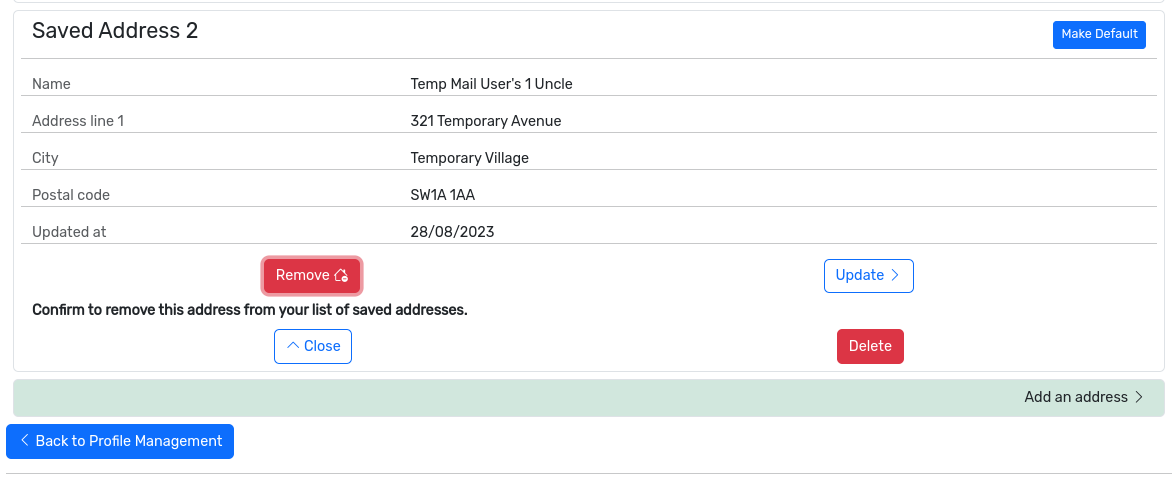 Saved Address 2
Make Default
Name Temp Mail User's 1 Uncle
Address line 1 321 Temporary Avenue
City Temporary Village
Postal code SW1A 1AA
Updated at 28/08/2023
Remove Update
Confirm to remove this address from your list of saved addresses.
Close Delete
Add an address
Back to Profile Management